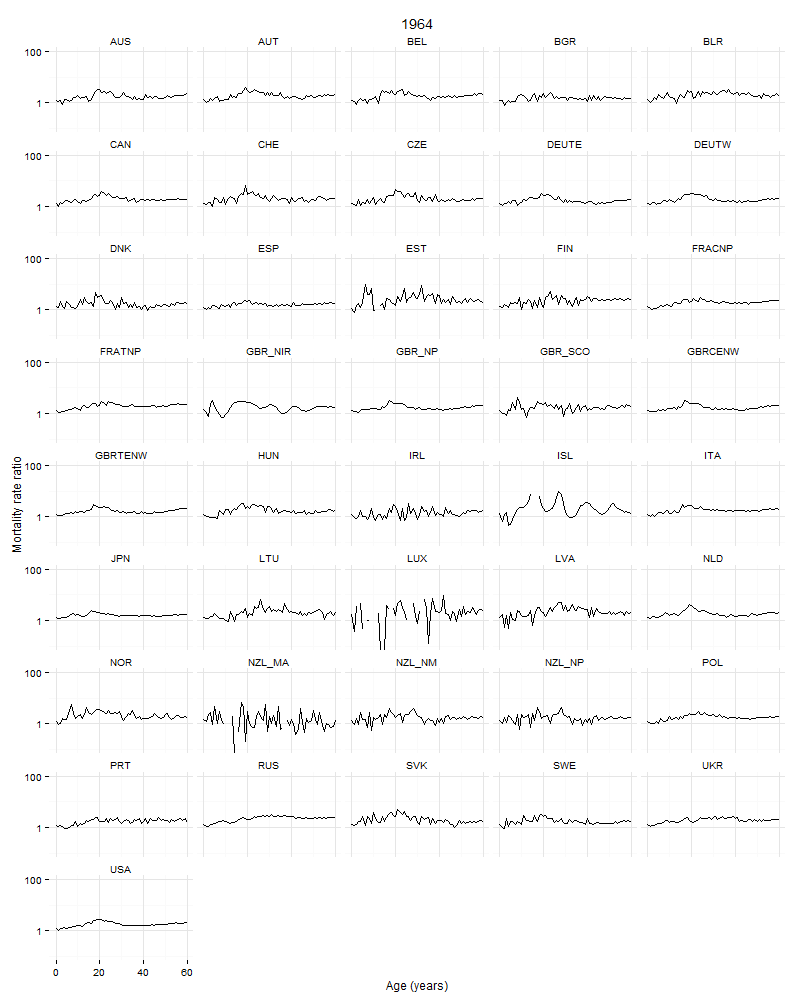 1964
AUS AUT BEL BGR BLR
100
1
CAN CHE CZE DEUTE DEUTW
100
1
DNK ESP EST FIN FRACNP
100
1
FRATNP GBR_NIR GBR_NP GBR_SCO GBRCENW
100
1
Mortality rate ratio
GBRTENW HUN IRL ISL ITA
100
1
JPN LTU LUX LVA NLD
100
1
NOR NZL_MA NZL_NM NZL_NP POL
100
1
PRT RUS SVK SWE UKR
100
1
USA
100
1
0 20 40 60
Age (years)